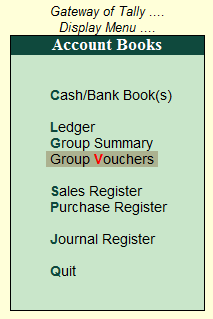 Gateway of Tally ....
Display Menu ....
Account Books
Cash/Bank Book(s)
Ledger
Group Summary
Group Vouchers
Sales Register
Purchase Register
Journal Register
Quit